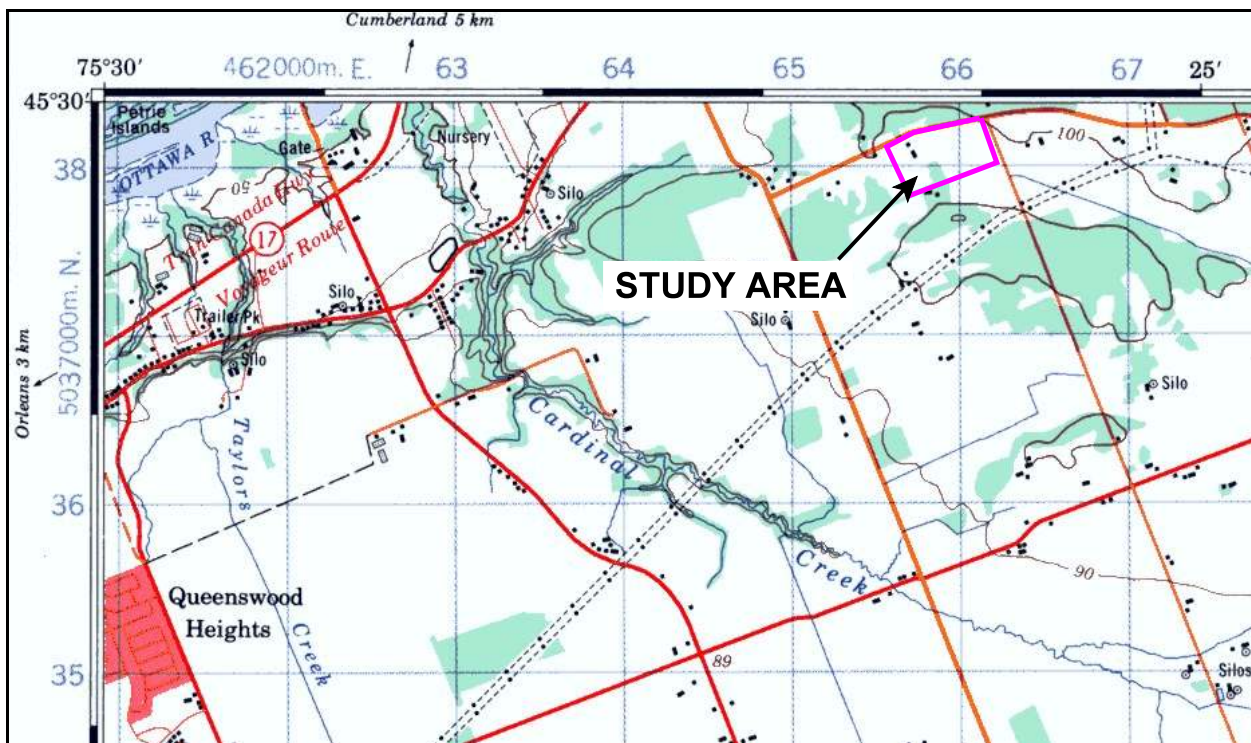 Cumberland 5 km
75°30′ 462000m. E. 63 64 65 66 67 25′
45°30′
Petrie
Islands
OTTAWA R
Gate
Nursery
100
38
50
Silo
Trans-Canada Hwy
17
Voyageur Route
STUDY AREA
Silo
Silo
Trailer Pk
5037000m. N.
Orleans 3 km
Silo
Silo
Cardinal
Taylors
36
Creek
90
Queenswood
Heights
Creek
35
89
Silos